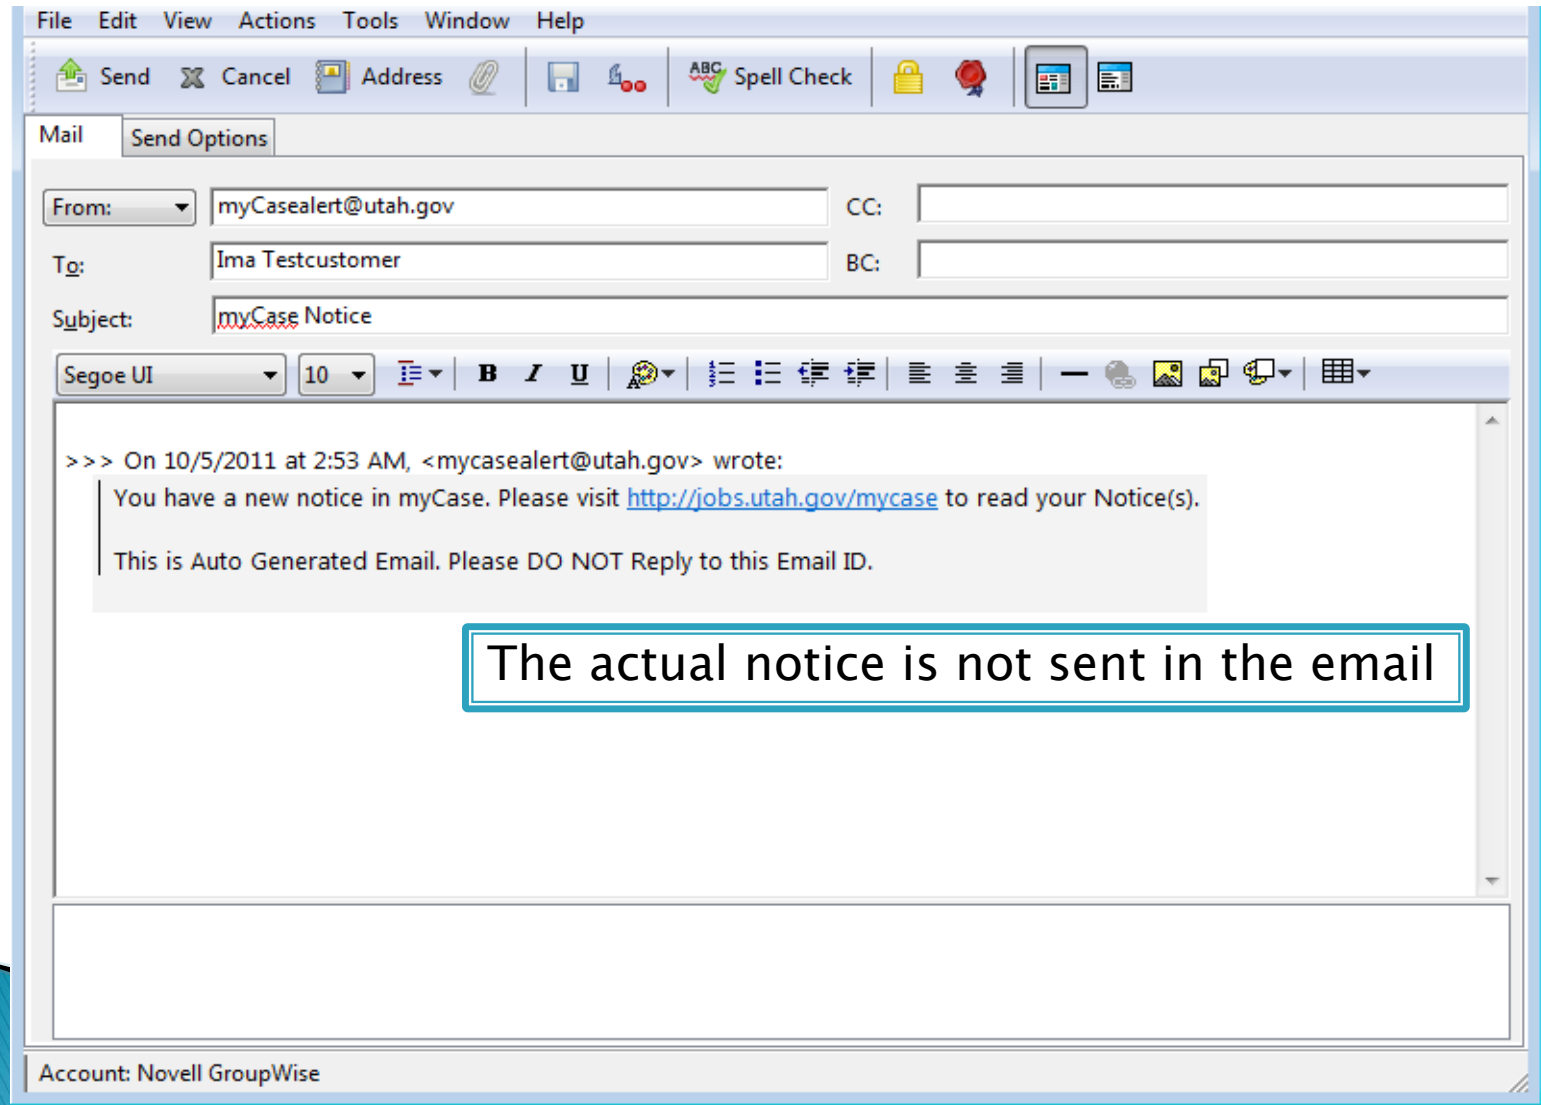 File Edit View Actions Tools Window Help
Send Cancel Address ABC Spell Check
Mail Send Options
From: myCasealert@utah.gov CC:
To: Ima Testcustomer BC:
Subject: myCase Notice
Segoe UI 10 B I U
>>> On 10/5/2011 at 2:53 AM, <mycasealert@utah.gov> wrote:
You have a new notice in myCase. Please visit http://jobs.utah.gov/mycase to read your Notice(s).
This is Auto Generated Email. Please DO NOT Reply to this Email ID.
The actual notice is not sent in the email
Account: Novell GroupWise